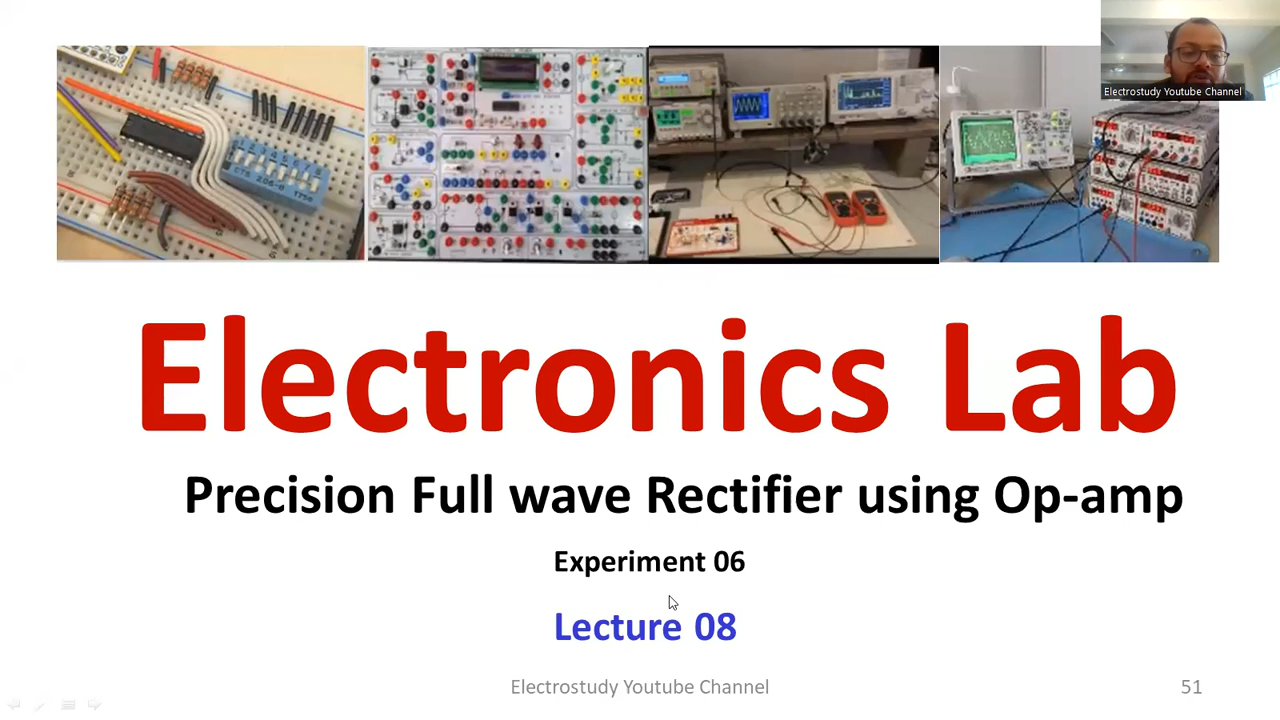 Electrostudy Youtube Channel
Electronics Lab
Precision Full wave Rectifier using Op-amp
Experiment 06
Lecture 08
Electrostudy Youtube Channel
51